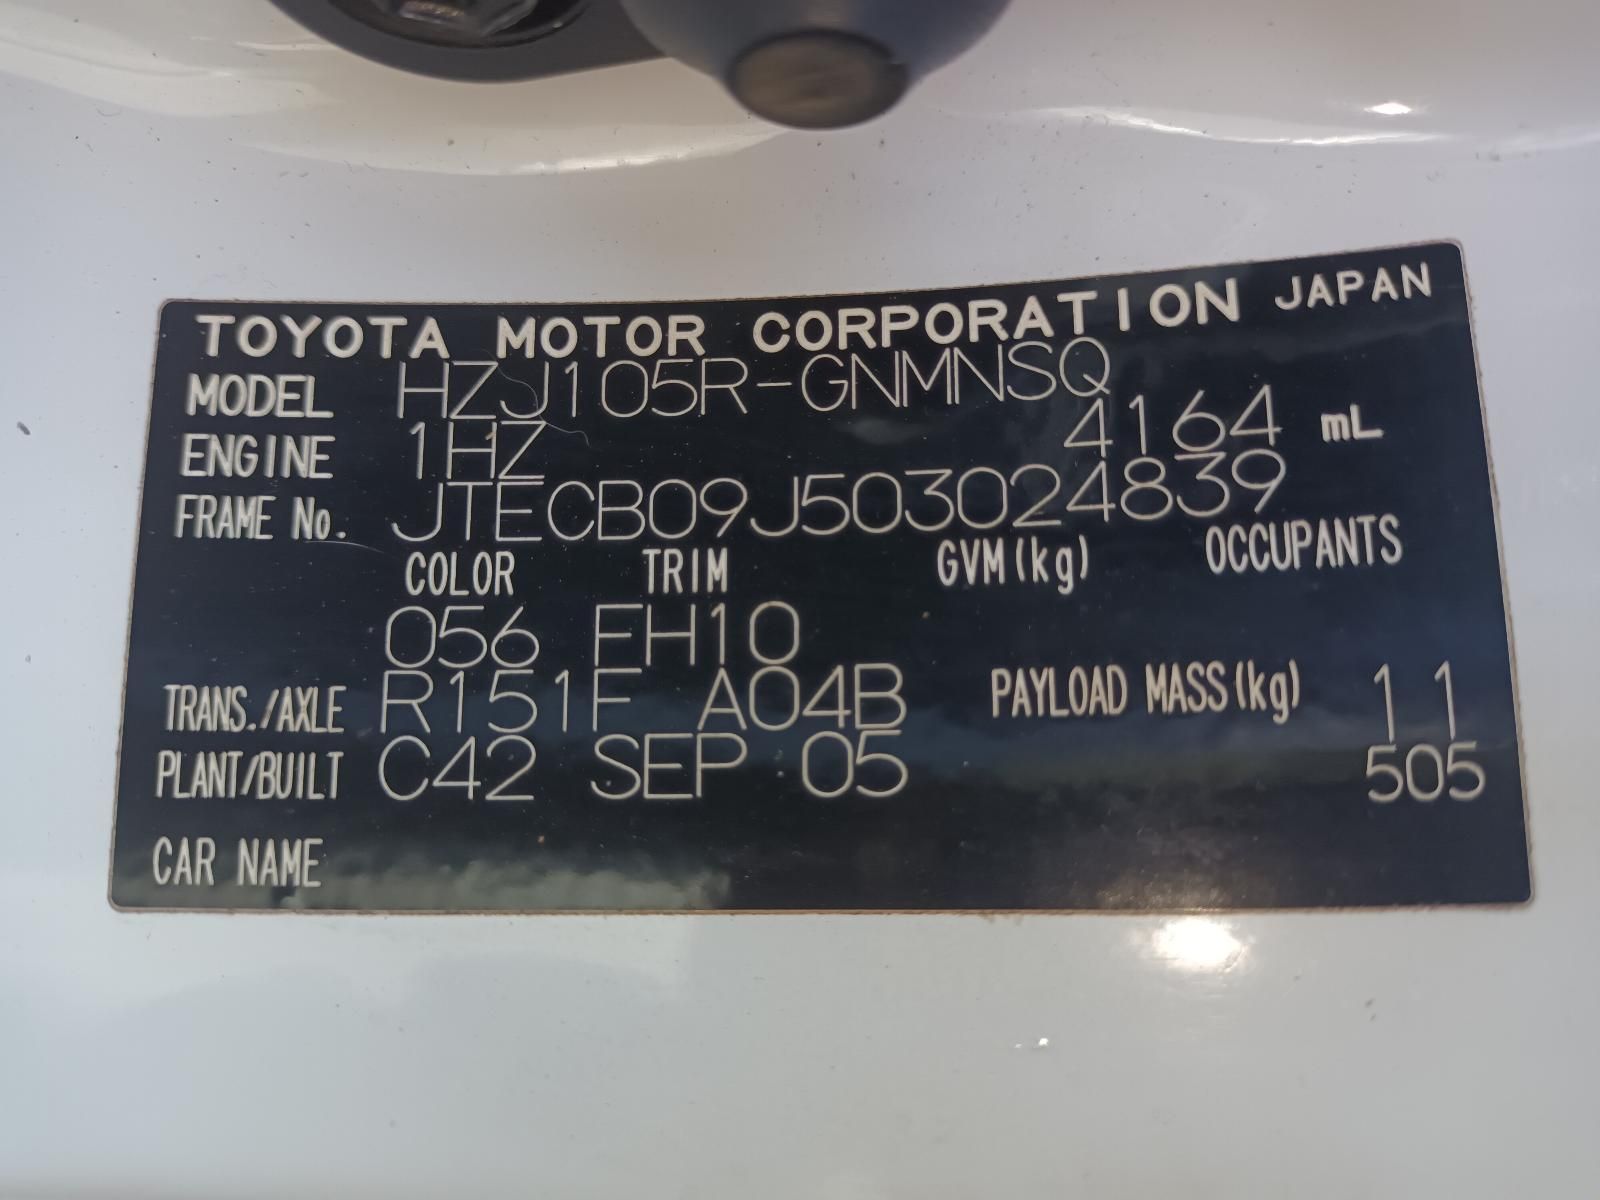 TOYOTA MOTOR CORPORATION JAPAN
MODEL HZJ105R-GNMNSQ
ENGINE 1HZ 4164 mL
FRAME No. JTECB09J503024839
COLOR TRIM GVM(kg) OCCUPANTS
056 FH10
TRANS./AXLE R151F A04B PAYLOAD MASS(kg) 11
PLANT/BUILT C42 SEP 05 505
CAR NAME